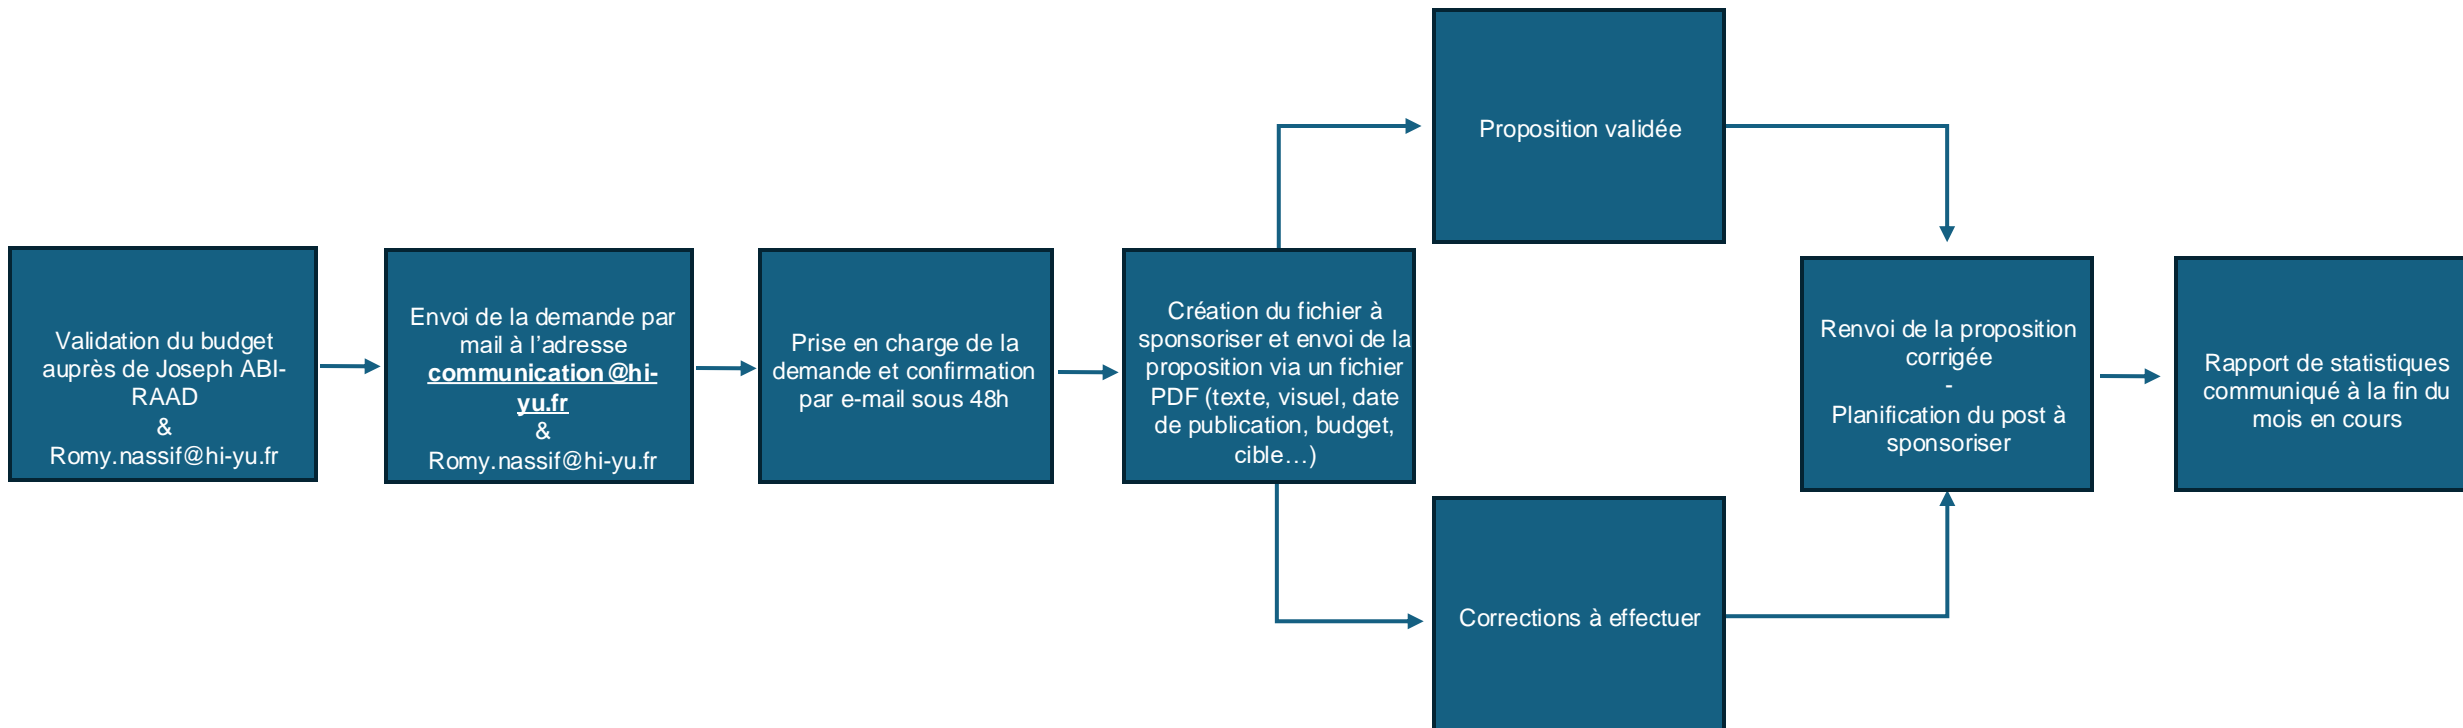 Validation du budget
auprès de Joseph ABI-
RAAD
&
Romy.nassif@hi-yu.fr
Envoi de la demande par
mail à l’adresse
communication@hi-
yu.fr
&
Romy.nassif@hi-yu.fr
Prise en charge de la
demande et confirmation
par e-mail sous 48h
Création du fichier à
sponsoriser et envoi de la
proposition via un fichier
PDF (texte, visuel, date
de publication, budget,
cible…)
Proposition validée
Corrections à effectuer
Renvoi de la proposition
corrigée
-
Planification du post à
sponsoriser
Rapport de statistiques
communiqué à la fin du
mois en cours